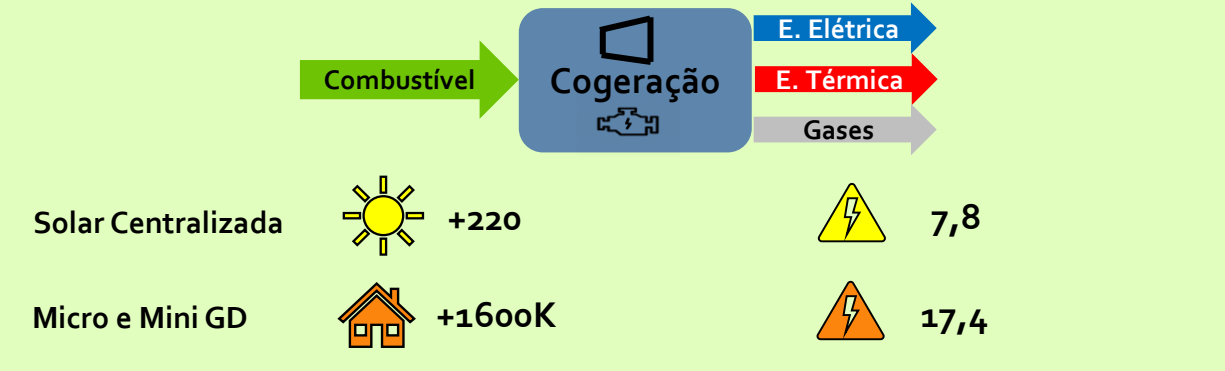 E. Elétrica
Combustível
Cogeração
E. Térmica
Gases
Solar Centralizada +220 7,8
Micro e Mini GD +1600K 17,4